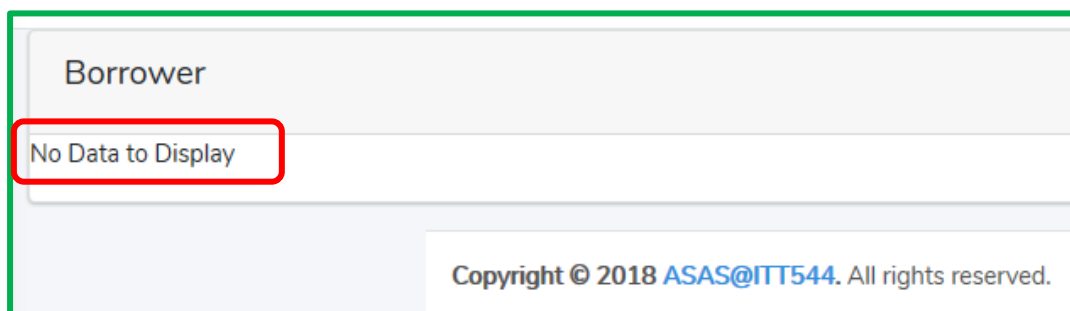 Borrower
No Data to Display
Copyright © 2018 ASAS@ITT544. All rights reserved.